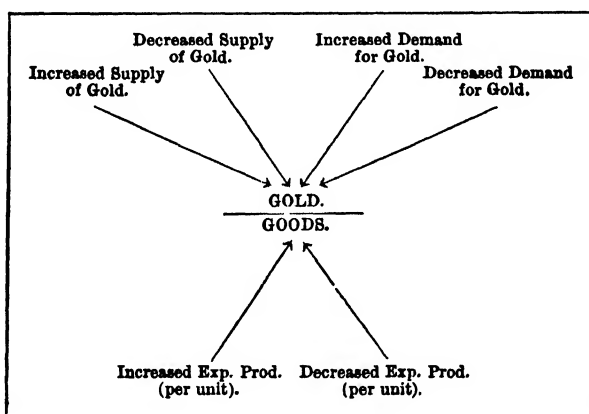 Decreased Supply
of Gold.
Increased Demand
for Gold.
Increased Supply
of Gold.
Decreased Demand
for Gold.
GOLD.
GOODS.
Increased Exp. Prod.
(per unit).
Decreased Exp. Prod.
(per unit).